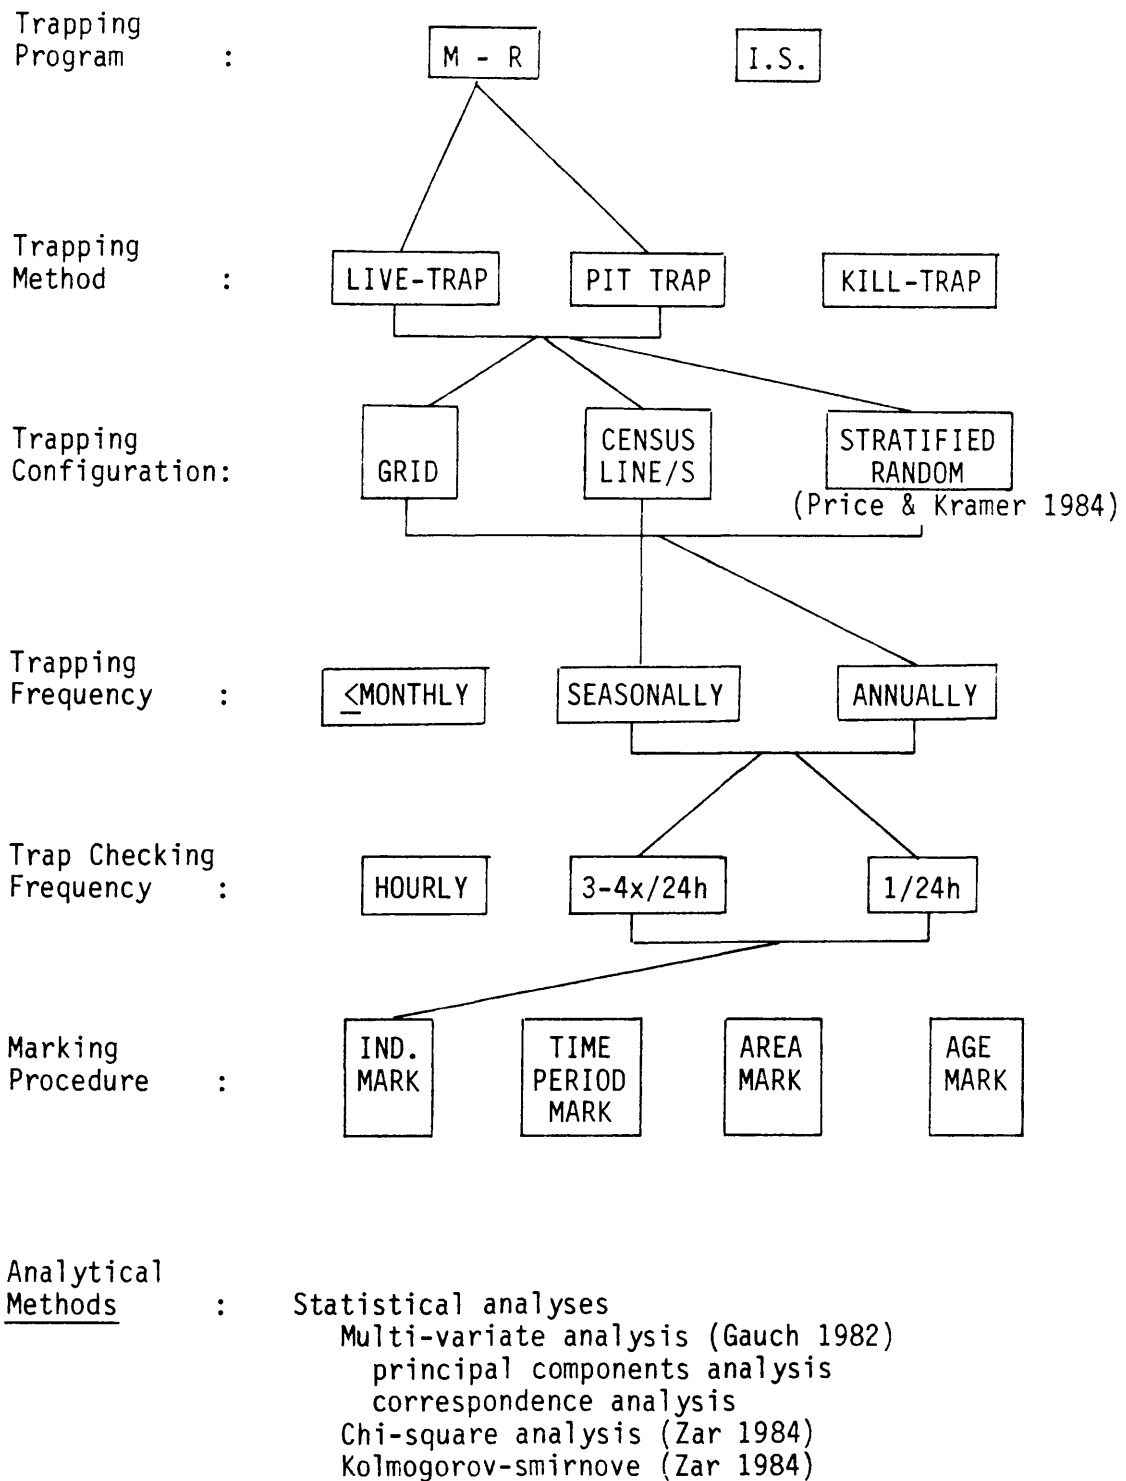 Trapping
Program :
M - R
I.S.
Trapping
Method :
LIVE-TRAP
PIT TRAP
KILL-TRAP
Trapping
Configuration:
GRID
CENSUS
LINE/S
STRATIFIED
RANDOM
(Price & Kramer 1984)
Trapping
Frequency :
≤MONTHLY
SEASONALLY
ANNUALLY
Trap Checking
Frequency :
HOURLY
3-4x/24h
1/24h
Marking
Procedure :
IND.
MARK
TIME
PERIOD
MARK
AREA
MARK
AGE
MARK
Analytical
Methods :
Statistical analyses
Multi-variate analysis (Gauch 1982)
principal components analysis
correspondence analysis
Chi-square analysis (Zar 1984)
Kolmogorov-smirnove (Zar 1984)